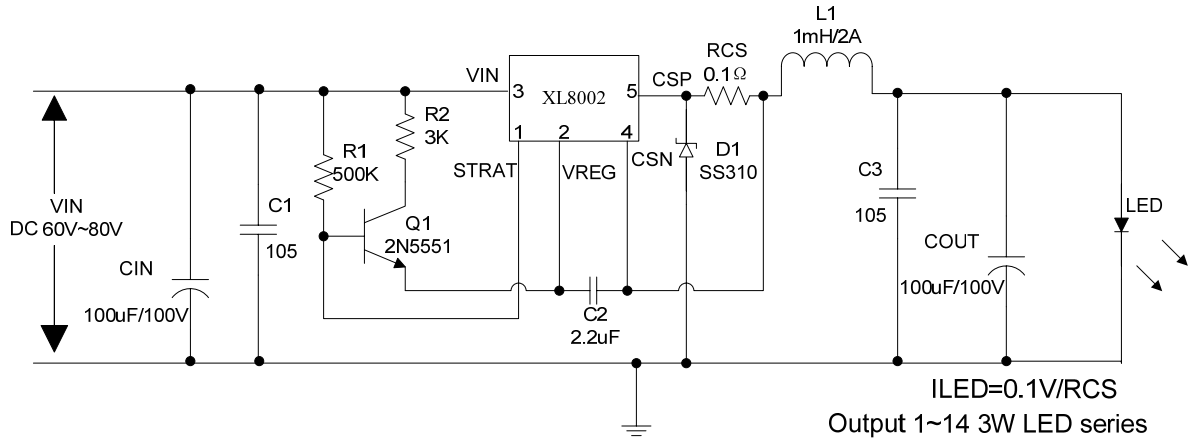 L1
1mH/2A
RCS
0.1Ω
VIN
3
XL8002
5
CSP
1
2
4
R2
3K
R1
500K
STRAT
VREG
CSN
D1
SS310
VIN
DC 60V~80V
C1
105
Q1
2N5551
C3
105
LED
CIN
100uF/100V
COUT
100uF/100V
C2
2.2uF
ILED=0.1V/RCS
Output 1~14 3W LED series